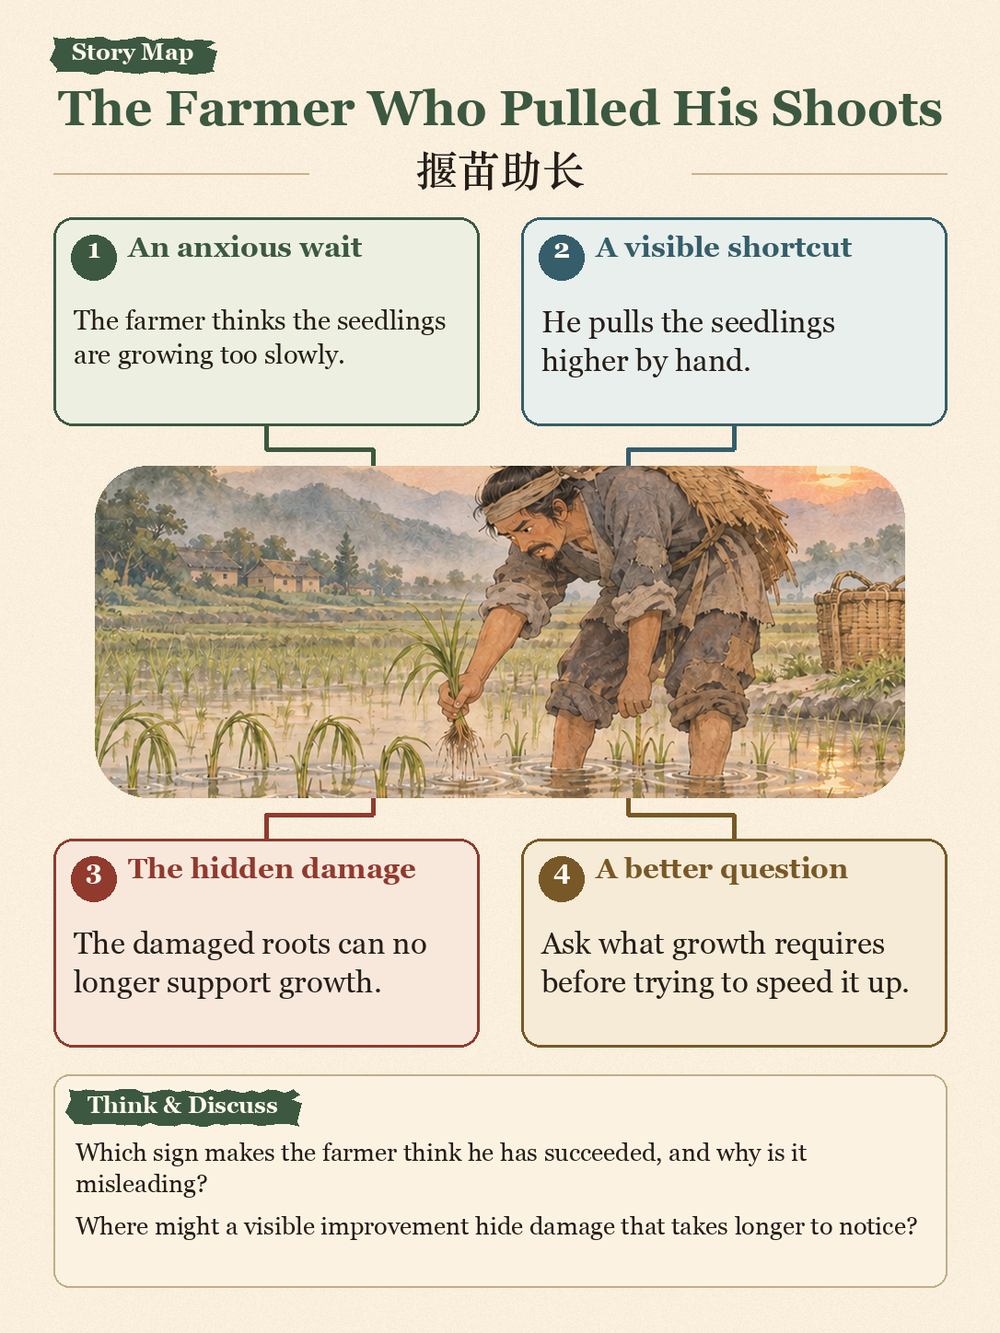 Story Map
The Farmer Who Pulled His Shoots
揠苗助长
1 An anxious wait
The farmer thinks the seedlings
are growing too slowly.
2 A visible shortcut
He pulls the seedlings
higher by hand.
3 The hidden damage
The damaged roots can no
longer support growth.
4 A better question
Ask what growth requires
before trying to speed it up.
Think & Discuss
Which sign makes the farmer think he has succeeded, and why is it
misleading?
Where might a visible improvement hide damage that takes longer to notice?